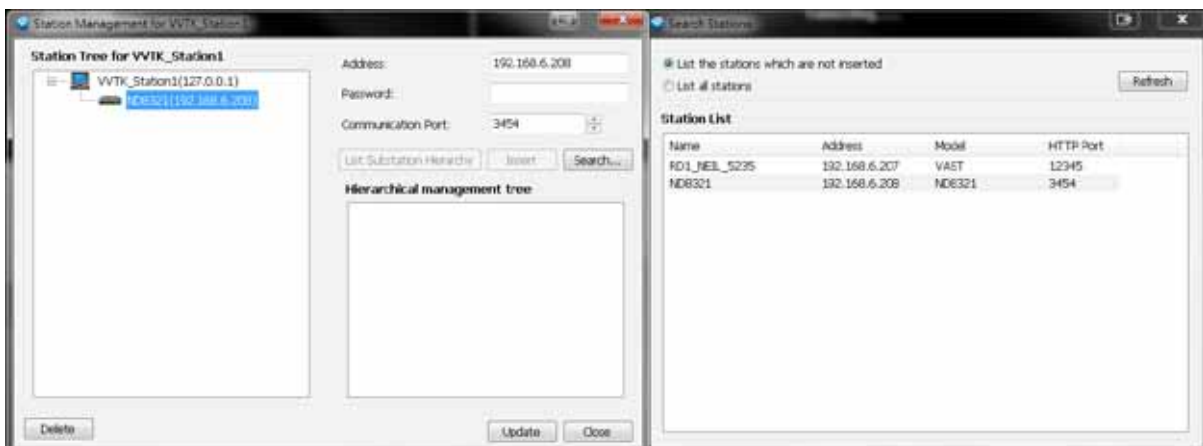 Station Management for VVTK_Station1
Station Tree for VVTK_Station1
VVTK_Station1(127.0.0.1)
ND8321(192.168.6.208)
Address: 192.168.6.208
Password:
Communication Port: 3454
List Substation Hierarchy Insert Search...
Hierarchical management tree
Delete
Update Close
Search Stations
List the stations which are not inserted
List all stations
Refresh
Station List
Name Address Model HTTP Port
RD1_NEIL_5235 192.168.6.207 VAST 12345
ND8321 192.168.6.208 ND8321 3454